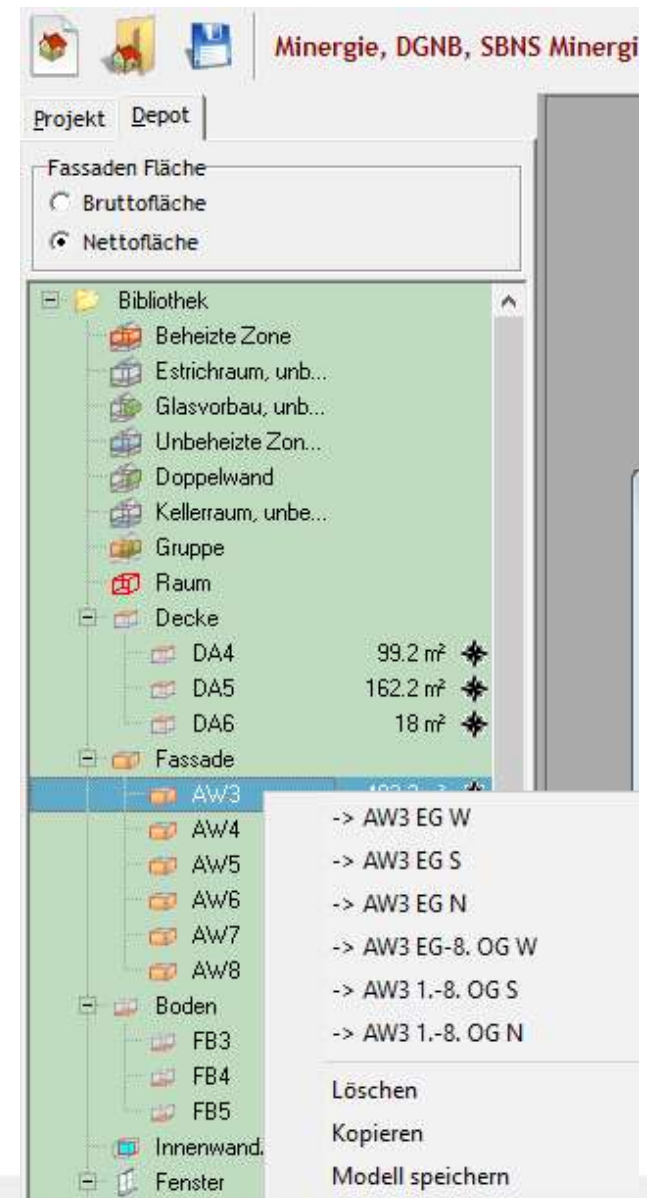 Minergie, DGNB, SBNS Minergi
Projekt Depot
Fassaden Fläche
Bruttofläche
Nettofläche
Bibliothek
Beheizte Zone
Estrichraum, unb...
Glasvorbau, unb...
Unbeheizte Zon...
Doppelwand
Kellerraum, unbe...
Gruppe
Raum
Decke
DA4 99.2 m²
DA5 162.2 m²
DA6 18 m²
Fassade
AW3
AW4
AW5
AW6
AW7
AW8
Boden
FB3
FB4
FB5
Innenwand.
Fenster
-> AW3 EG W
-> AW3 EG S
-> AW3 EG N
-> AW3 EG-8. OG W
-> AW3 1.-8. OG S
-> AW3 1.-8. OG N
Löschen
Kopieren
Modell speichern